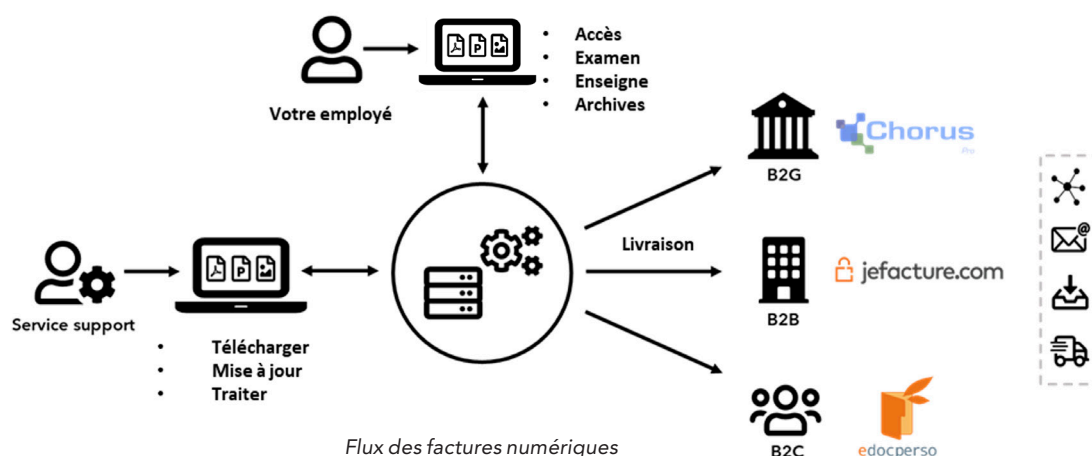 Accès
Examen
Enseigne
Archives
Votre employé
Chorus
Pro
B2G
Livraison
jefacture.com
B2B
Service support
Télécharger
Mise à jour
Traiter
B2C
edocperso
Flux des factures numériques